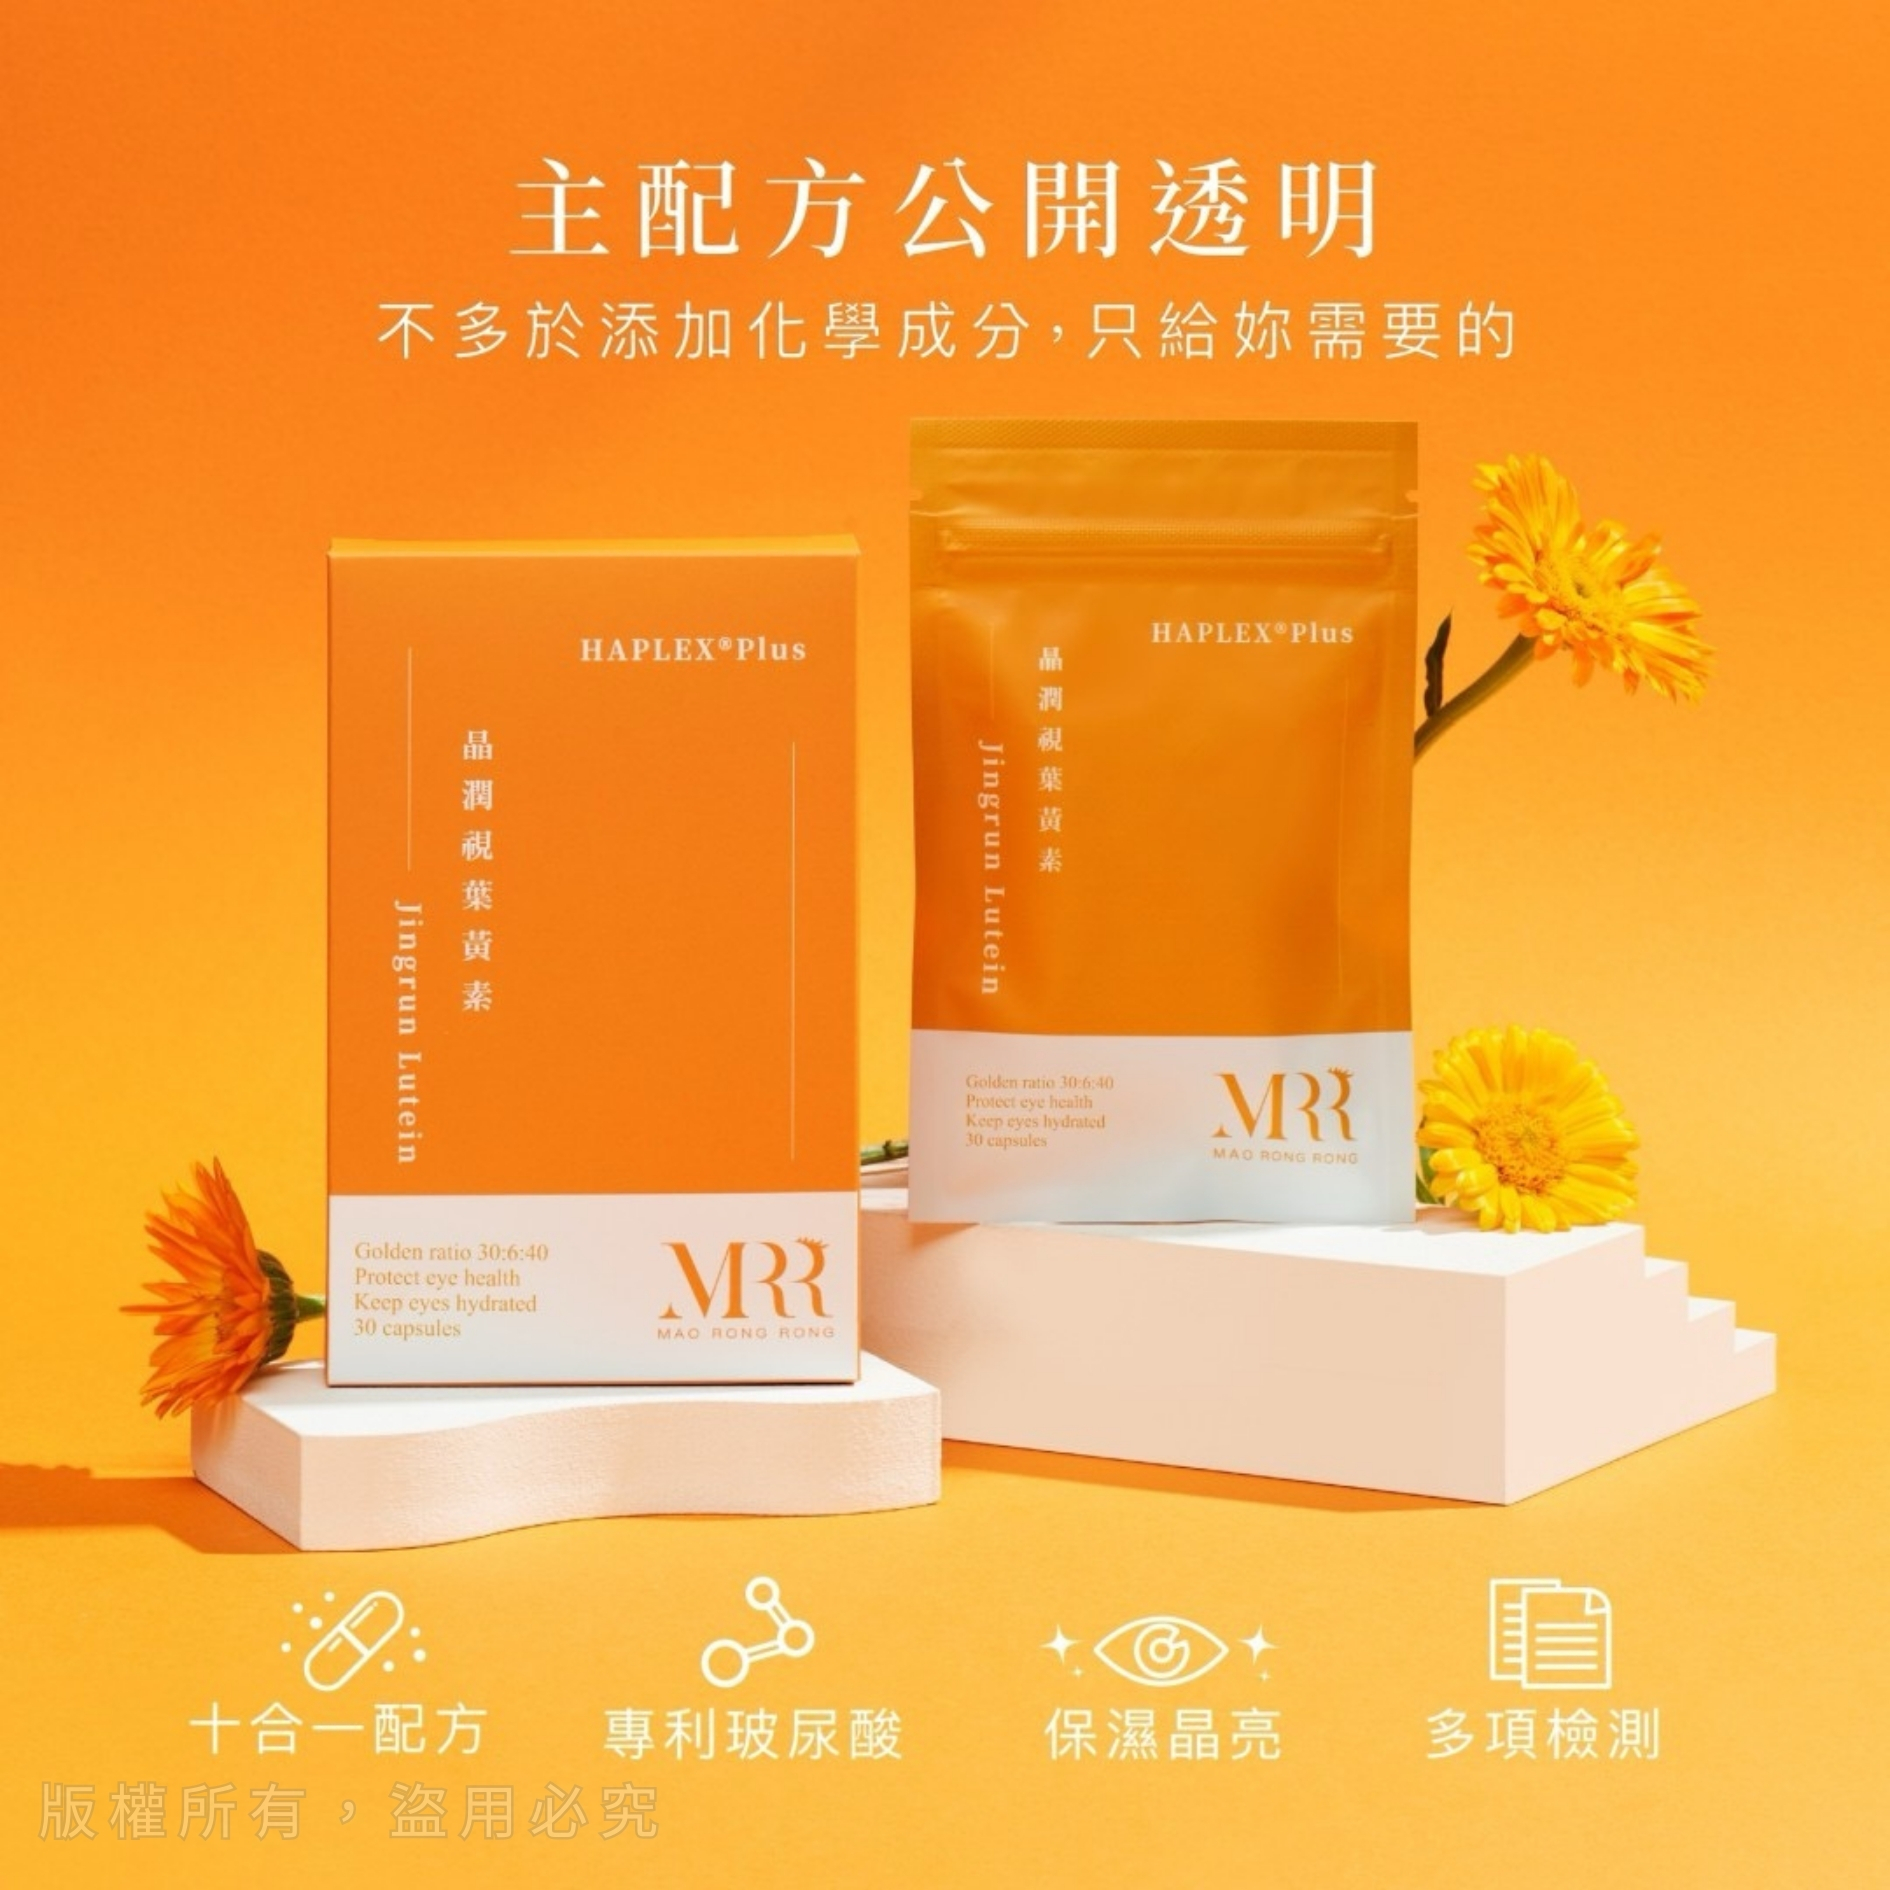 主配方公開透明
不多於添加化學成分,只給妳需要的
HAPLEX®Plus
晶潤視葉黃素
Jingrun Lutein
Golden ratio 30:6:40
Protect eye health
Keep eyes hydrated
30 capsules
MRR
MAO RONG RONG
HAPLEX®Plus
晶潤視葉黃素
Jingrun Lutein
Golden ratio 30:6:40
Protect eye health
Keep eyes hydrated
30 capsules
MRR
MAO RONG RONG
十合一配方
專利玻尿酸
保濕晶亮
多項檢測
版權所有，盜用必究